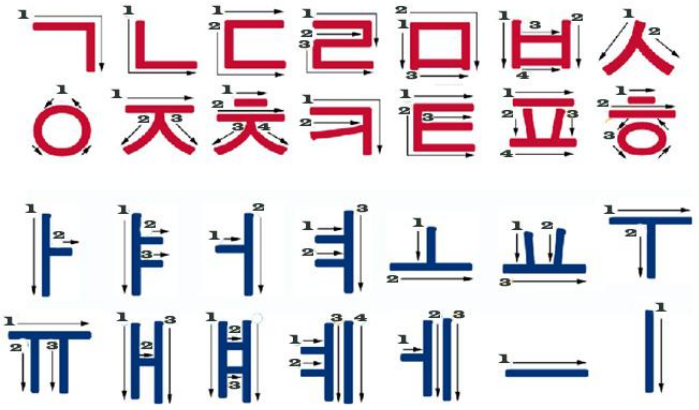 1 ㄱ 1 ㄴ 1 2 ㄷ 1 2 3 ㄹ 1 2 3 ㅁ 1 2 3 4 ㅂ 1 2 ㅅ
1 ㅇ 1 2 3 ㅈ 1 2 3 4 ㅊ 1 2 ㅋ 1 2 3 ㅌ 1 2 3 4 ㅍ 1 2 3 ㅎ
1 2 ㅏ 1 2 3 ㅑ 1 2 ㅓ 1 2 3 ㅕ 1 2 ㅗ 1 2 3 ㅛ 1 2 ㅜ
1 2 3 ㅠ 1 2 3 ㅐ 1 2 3 ㅒ 1 2 3 4 ㅖ 1 2 3 ㅔ 1 ㅡ 1 ㅣ